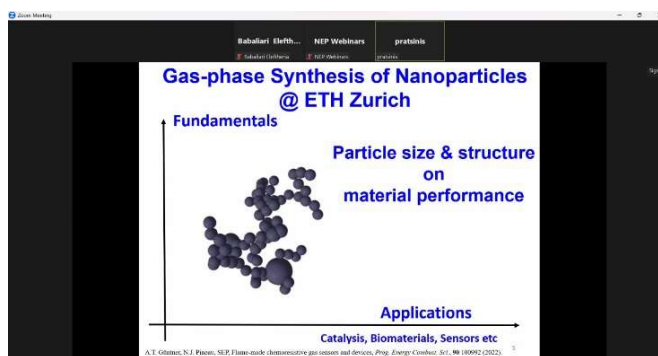 Zoom Meeting
Babaliari Elefth... NEP Webinars pratsinis
Babaliari Eleftheria NEP Webinars pratsinis
Sig
Gas-phase Synthesis of Nanoparticles
@ ETH Zurich
Fundamentals
Particle size & structure
on
material performance
Applications
Catalysis, Biomaterials, Sensors etc
A.T. Güntner, N.J. Pineau, SEP, Flame-made chemoresistive gas sensors and devices, Prog. Energy Combust. Sci., 90 100992 (2022).